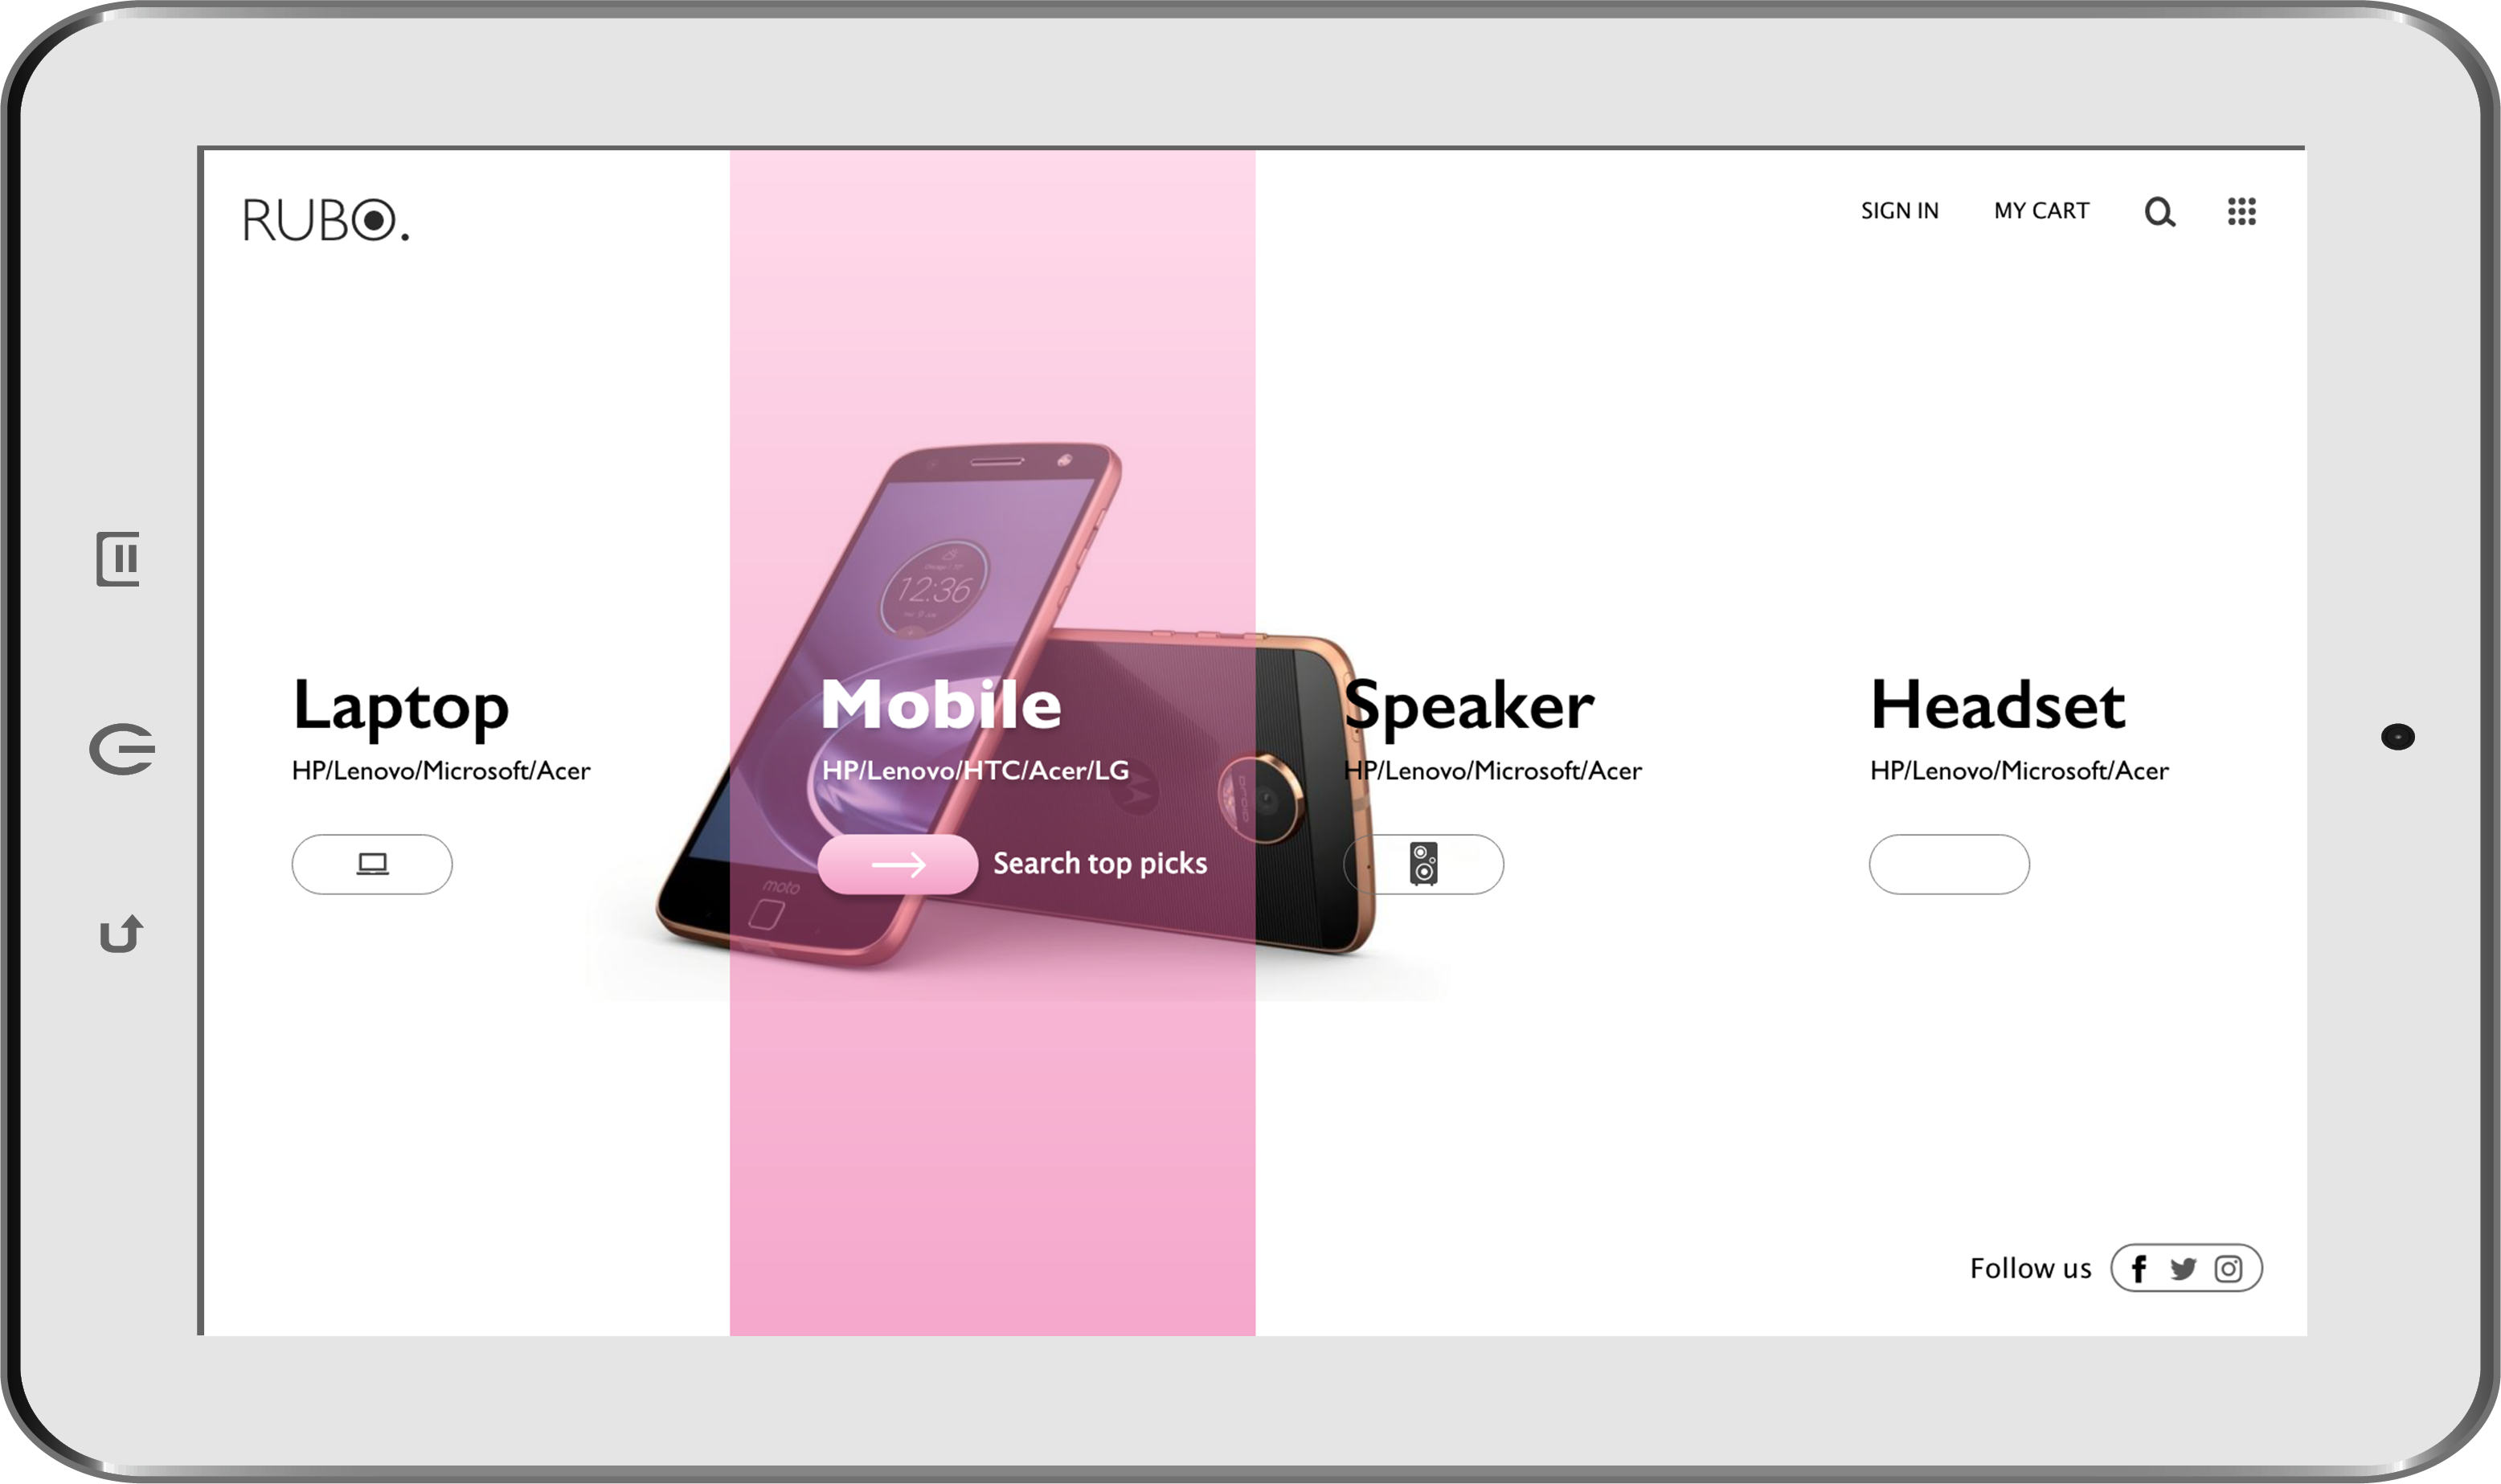 RUBO.
SIGN IN
MY CART
12:36
Laptop
HP/Lenovo/Microsoft/Acer
Mobile
HP/Lenovo/HTC/Acer/LG
Search top picks
moto
Speaker
HP/Lenovo/Microsoft/Acer
Headset
HP/Lenovo/Microsoft/Acer
Follow us